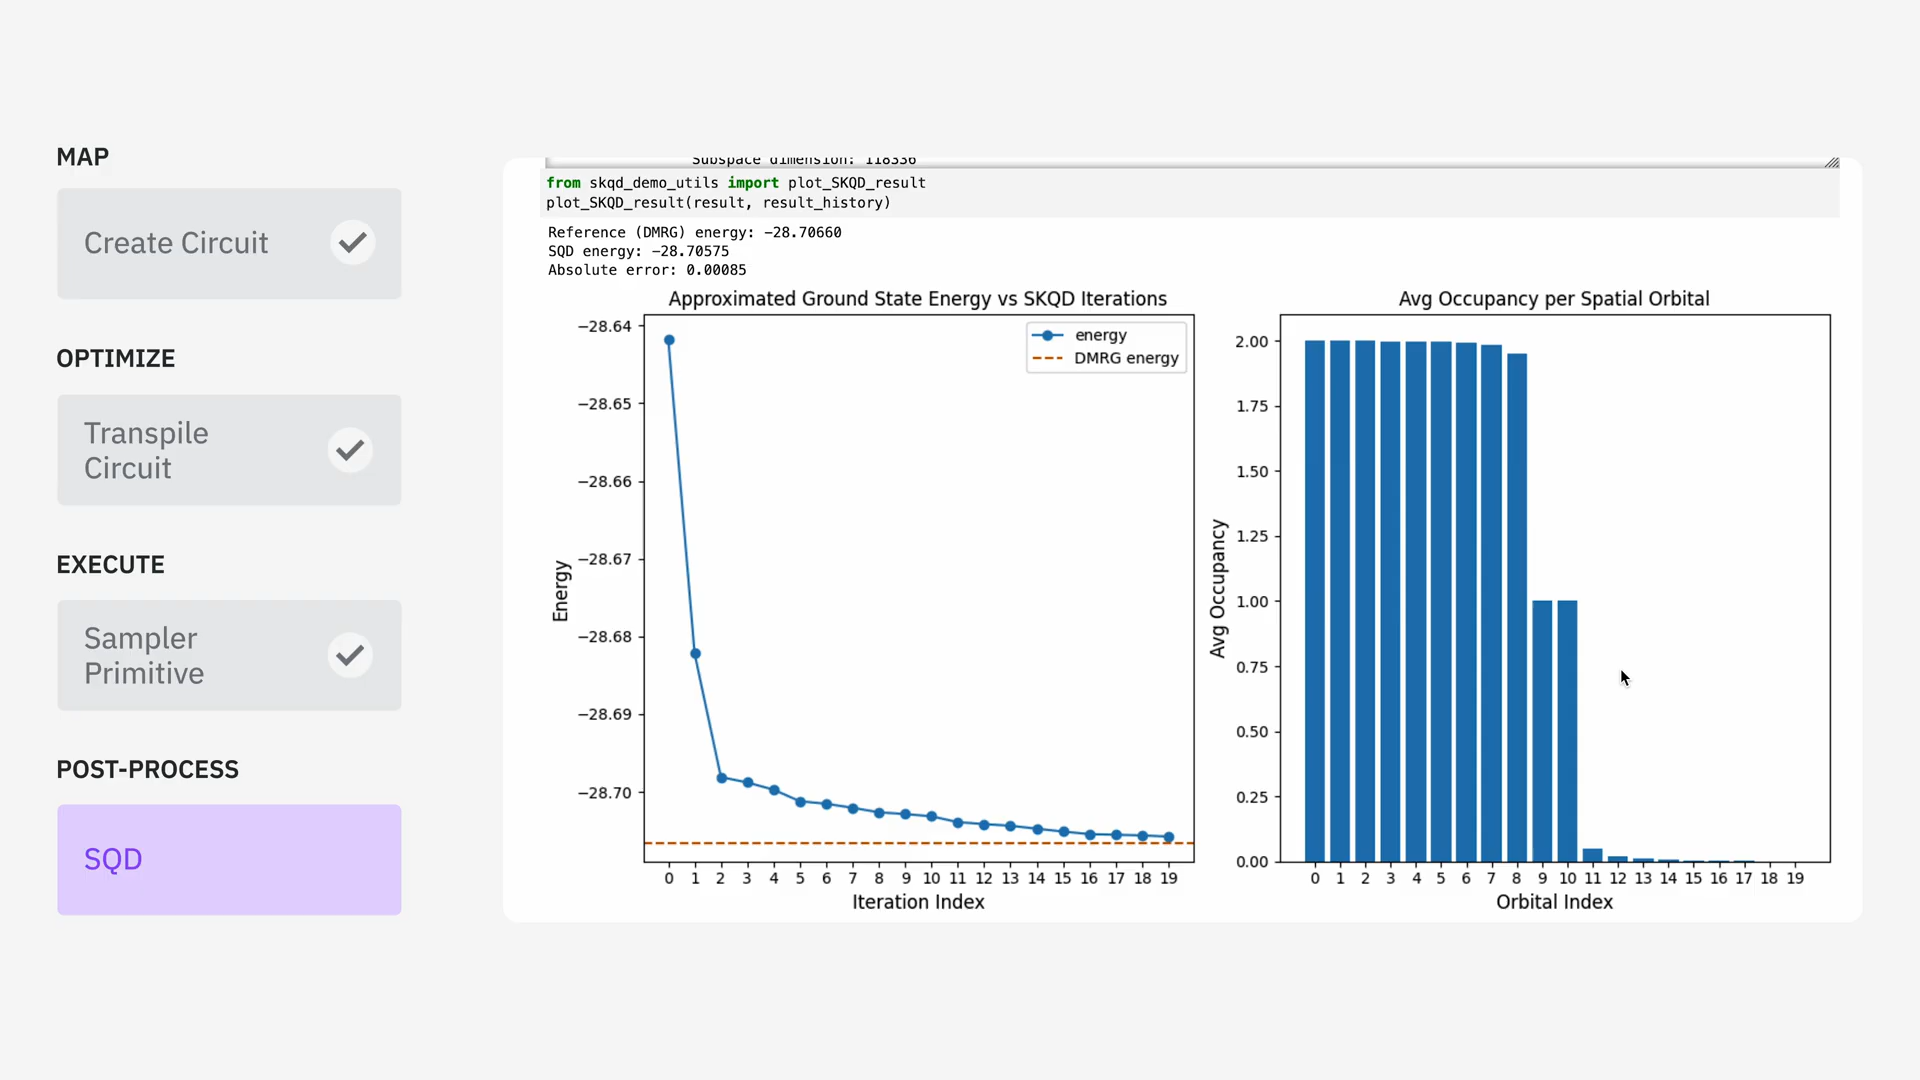 MAP
Create Circuit
OPTIMIZE
Transpile
Circuit
EXECUTE
Sampler
Primitive
POST-PROCESS
SQD
Subspace dimension: 118336
from skqd_demo_utils import plot_SKQD_result
plot_SKQD_result(result, result_history)
Reference (DMRG) energy: −28.70660
SQD energy: −28.70575
Absolute error: 0.00085
Approximated Ground State Energy vs SKQD Iterations
energy
DMRG energy
Energy
−28.64
−28.65
−28.66
−28.67
−28.68
−28.69
−28.70
0 1 2 3 4 5 6 7 8 9 10 11 12 13 14 15 16 17 18 19
Iteration Index
Avg Occupancy per Spatial Orbital
Avg Occupancy
2.00
1.75
1.50
1.25
1.00
0.75
0.50
0.25
0.00
0 1 2 3 4 5 6 7 8 9 10 11 12 13 14 15 16 17 18 19
Orbital Index